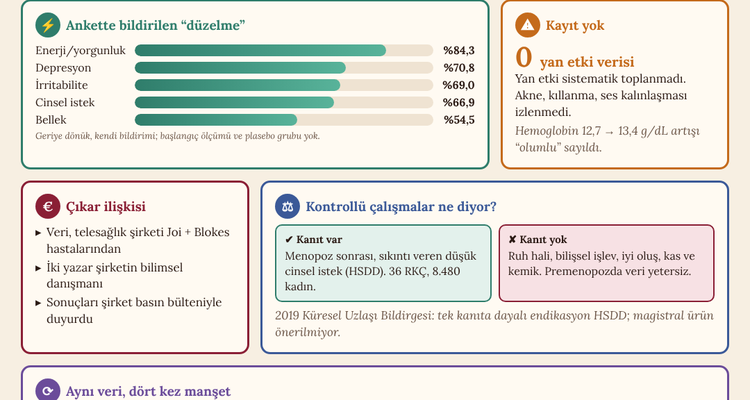 ⚡ Ankette bildirilen “düzelme”
Enerji/yorgunluk %84,3
Depresyon %70,8
İrritabilite %69,0
Cinsel istek %66,9
Bellek %54,5
Geriye dönük, kendi bildirimi; başlangıç ölçümü ve plasebo grubu yok.
⚠ Kayıt yok
0 yan etki verisi
Yan etki sistematik toplanmadı.
Akne, kıllanma, ses kalınlaşması
izlenmedi.
Hemoglobin 12,7 → 13,4 g/dL artışı
“olumlu” sayıldı.
€ Çıkar ilişkisi
▸ Veri, telesağlık şirketi Joi + Blokes
hastalarından
▸ İki yazar şirketin bilimsel
danışmanı
▸ Sonuçları şirket basın bülteniyle
duyurdu
⚖ Kontrollü çalışmalar ne diyor?
✔ Kanıt var
Menopoz sonrası, sıkıntı veren düşük
cinsel istek (HSDD). 36 RKÇ, 8.480
kadın.
✘ Kanıt yok
Ruh hali, bilişsel işlev, iyi oluş, kas ve
kemik. Premenopozda veri yetersiz.
2019 Küresel Uzlaşı Bildirgesi: tek kanıta dayalı endikasyon HSDD; magistral ürün
önerilmiyor.
⟳ Aynı veri, dört kez manşet